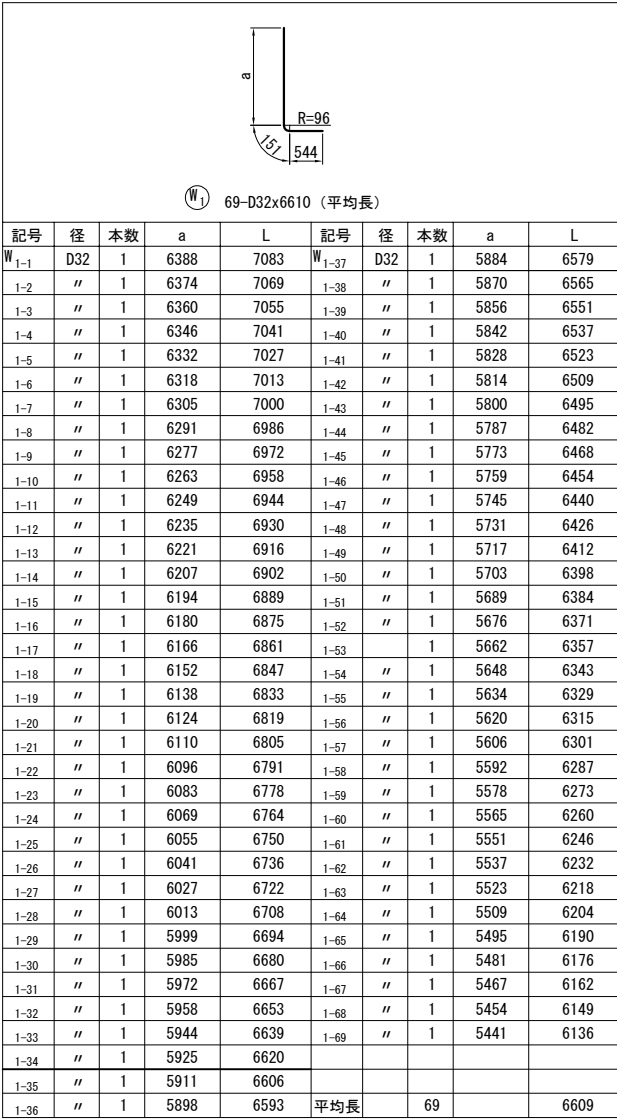 a
R=96
151
544
W1 69-D32x6610 (平均長)
記号 径 本数 a L 記号 径 本数 a L
W1-1 D32 1 6388 7083 W1-37 D32 1 5884 6579
1-2 〃 1 6374 7069 1-38 〃 1 5870 6565
1-3 〃 1 6360 7055 1-39 〃 1 5856 6551
1-4 〃 1 6346 7041 1-40 〃 1 5842 6537
1-5 〃 1 6332 7027 1-41 〃 1 5828 6523
1-6 〃 1 6318 7013 1-42 〃 1 5814 6509
1-7 〃 1 6305 7000 1-43 〃 1 5800 6495
1-8 〃 1 6291 6986 1-44 〃 1 5787 6482
1-9 〃 1 6277 6972 1-45 〃 1 5773 6468
1-10 〃 1 6263 6958 1-46 〃 1 5759 6454
1-11 〃 1 6249 6944 1-47 〃 1 5745 6440
1-12 〃 1 6235 6930 1-48 〃 1 5731 6426
1-13 〃 1 6221 6916 1-49 〃 1 5717 6412
1-14 〃 1 6207 6902 1-50 〃 1 5703 6398
1-15 〃 1 6194 6889 1-51 〃 1 5689 6384
1-16 〃 1 6180 6875 1-52 〃 1 5676 6371
1-17 〃 1 6166 6861 1-53 1 5662 6357
1-18 〃 1 6152 6847 1-54 〃 1 5648 6343
1-19 〃 1 6138 6833 1-55 〃 1 5634 6329
1-20 〃 1 6124 6819 1-56 〃 1 5620 6315
1-21 〃 1 6110 6805 1-57 〃 1 5606 6301
1-22 〃 1 6096 6791 1-58 〃 1 5592 6287
1-23 〃 1 6083 6778 1-59 〃 1 5578 6273
1-24 〃 1 6069 6764 1-60 〃 1 5565 6260
1-25 〃 1 6055 6750 1-61 〃 1 5551 6246
1-26 〃 1 6041 6736 1-62 〃 1 5537 6232
1-27 〃 1 6027 6722 1-63 〃 1 5523 6218
1-28 〃 1 6013 6708 1-64 〃 1 5509 6204
1-29 〃 1 5999 6694 1-65 〃 1 5495 6190
1-30 〃 1 5985 6680 1-66 〃 1 5481 6176
1-31 〃 1 5972 6667 1-67 〃 1 5467 6162
1-32 〃 1 5958 6653 1-68 〃 1 5454 6149
1-33 〃 1 5944 6639 1-69 〃 1 5441 6136
1-34 〃 1 5925 6620
1-35 〃 1 5911 6606
1-36 〃 1 5898 6593 平均長 69 6609